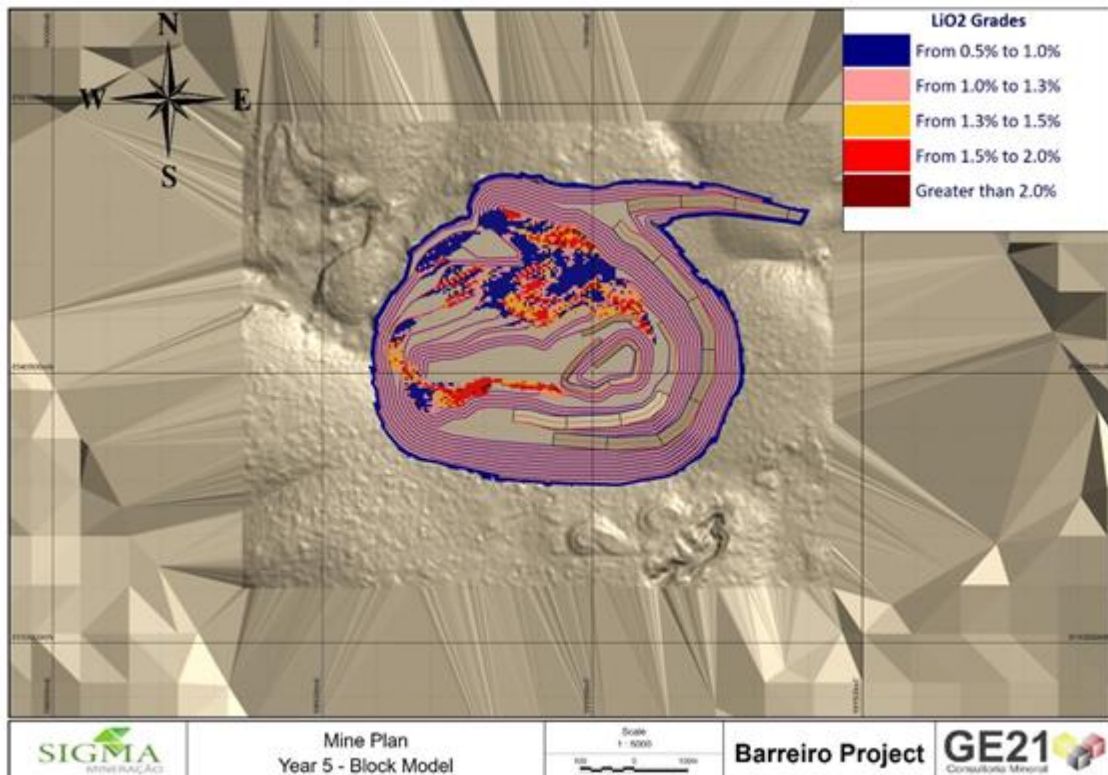 N
W E
S
LiO2 Grades
From 0.5% to 1.0%
From 1.0% to 1.3%
From 1.3% to 1.5%
From 1.5% to 2.0%
Greater than 2.0%
SIGMA
MINERAÇÃO
Mine Plan
Year 5 - Block Model
Scale
1 : 5000
Barreiro Project
GE21
Consultoria Mineral